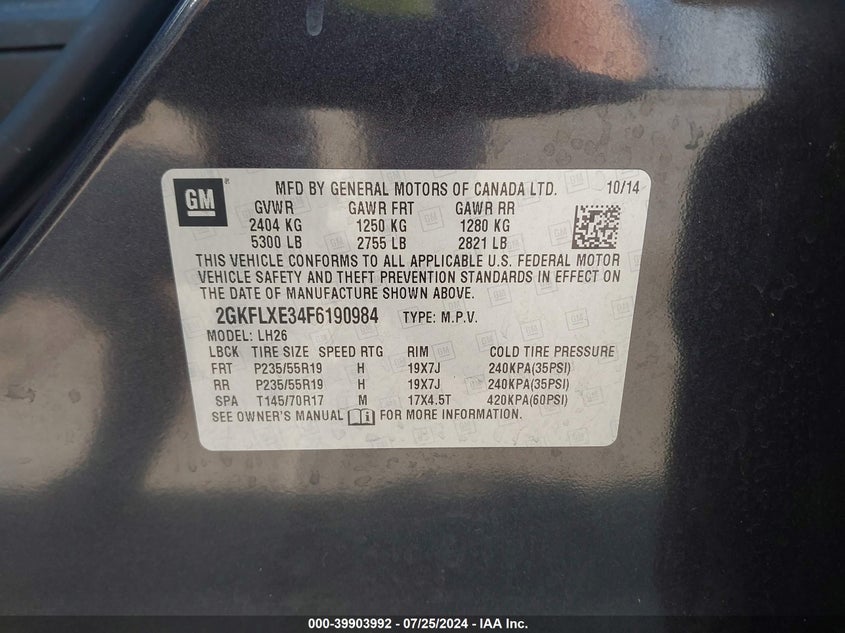 GM ® MFD BY GENERAL MOTORS OF CANADA LTD. 10/14
GVWR GAWR FRT GAWR RR
2404 KG 1250 KG 1280 KG
5300 LB 2755 LB 2821 LB
THIS VEHICLE CONFORMS TO ALL APPLICABLE U.S. FEDERAL MOTOR
VEHICLE SAFETY AND THEFT PREVENTION STANDARDS IN EFFECT ON
THE DATE OF MANUFACTURE SHOWN ABOVE.
2GKFLXE34F6190984 TYPE: M.P.V.
MODEL: LH26
LBCK TIRE SIZE SPEED RTG RIM COLD TIRE PRESSURE
FRT P235/55R19 H 19X7J 240KPA(35PSI)
RR P235/55R19 H 19X7J 240KPA(35PSI)
SPA T145/70R17 M 17X4.5T 420KPA(60PSI)
SEE OWNER'S MANUAL FOR MORE INFORMATION.
000-39903992 - 07/25/2024 - IAA Inc.